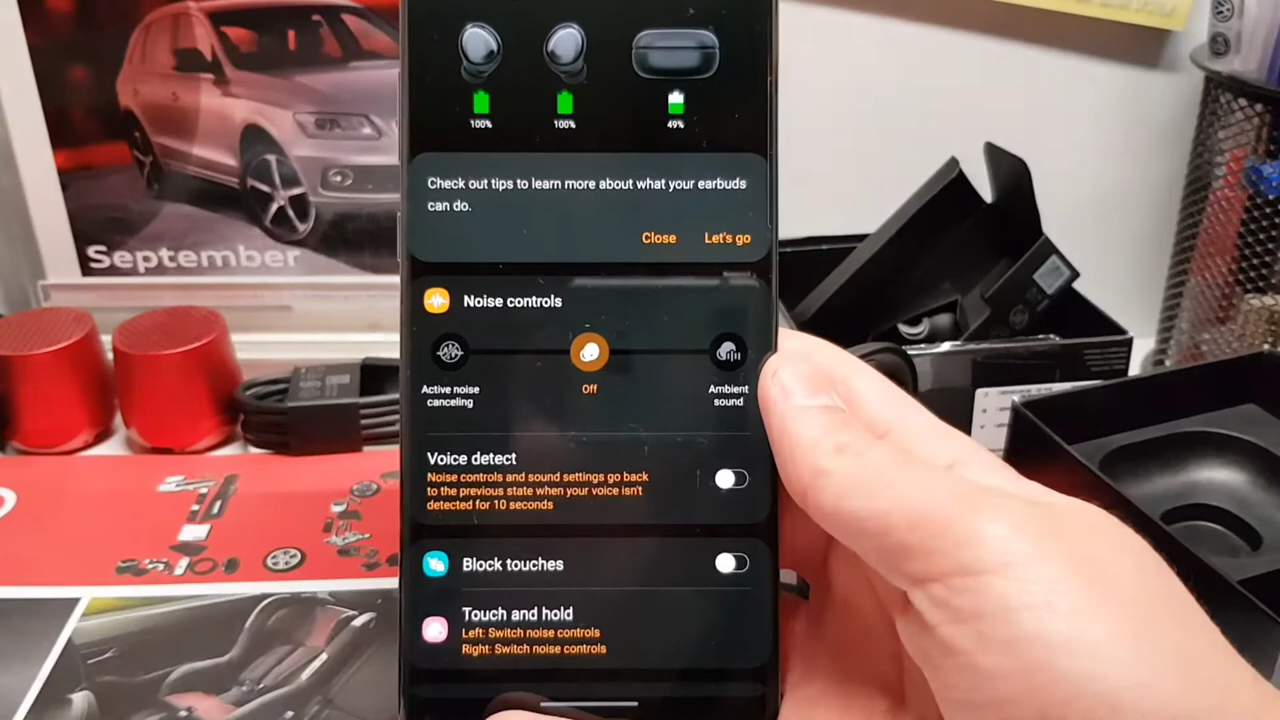 September
100%
100%
49%
Check out tips to learn more about what your earbuds
can do.
Close
Let's go
Noise controls
Active noise
canceling
Off
Ambient
sound
Voice detect
Noise controls and sound settings go back
to the previous state when your voice isn't
detected for 10 seconds
Block touches
Touch and hold
Left: Switch noise controls
Right: Switch noise controls